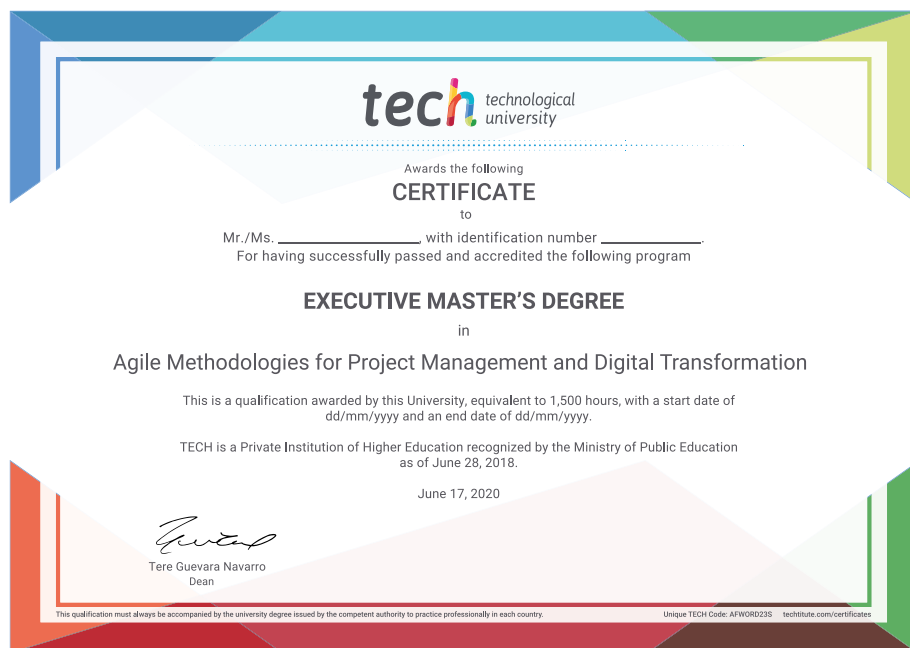 tech technological
university
Awards the following
CERTIFICATE
to
Mr./Ms. ____________________, with identification number ______________.
For having successfully passed and accredited the following program
EXECUTIVE MASTER’S DEGREE
in
Agile Methodologies for Project Management and Digital Transformation
This is a qualification awarded by this University, equivalent to 1,500 hours, with a start date of
dd/mm/yyyy and an end date of dd/mm/yyyy.
TECH is a Private Institution of Higher Education recognized by the Ministry of Public Education
as of June 28, 2018.
June 17, 2020
Tere Guevara Navarro
Dean
This qualification must always be accompanied by the university degree issued by the competent authority to practice professionally in each country. Unique TECH Code: AFWORD23S techtitute.com/certificates